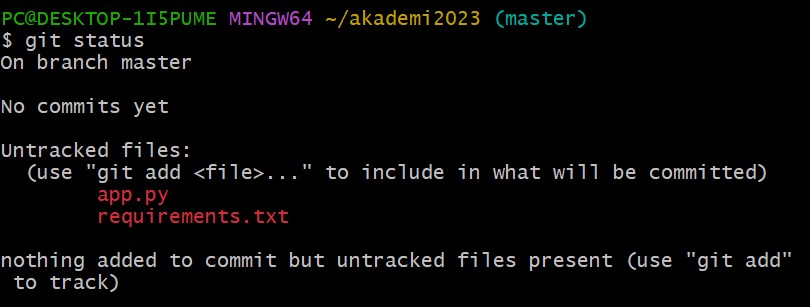 PC@DESKTOP-1I5PUME MINGW64 ~/akademi2023 (master)
$ git status
On branch master
No commits yet
Untracked files:
(use "git add <file>..." to include in what will be committed)
app.py
requirements.txt
nothing added to commit but untracked files present (use "git add"
to track)